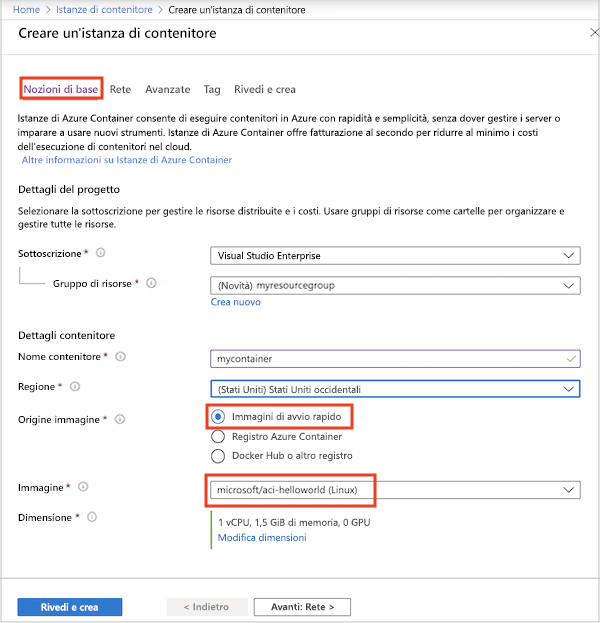 Home > Istanze di contenitore > Creare un'istanza di contenitore
Creare un'istanza di contenitore
Nozioni di base Rete Avanzate Tag Rivedi e crea
Istanze di Azure Container consente di eseguire contenitori in Azure con rapidità e semplicità, senza dover gestire i server o
imparare a usare nuovi strumenti. Istanze di Azure Container offre fatturazione al secondo per ridurre al minimo i costi
dell'esecuzione di contenitori nel cloud.
Altre informazioni su Istanze di Azure Container
Dettagli del progetto
Selezionare la sottoscrizione per gestire le risorse distribuite e i costi. Usare gruppi di risorse come cartelle per organizzare e
gestire tutte le risorse.
Sottoscrizione * Visual Studio Enterprise
Gruppo di risorse * (Novità) myresourcegroup
Crea nuovo
Dettagli contenitore
Nome contenitore * mycontainer
Regione * (Stati Uniti) Stati Uniti occidentali
Origine immagine * Immagini di avvio rapido
Registro Azure Container
Docker Hub o altro registro
Immagine * microsoft/aci-helloworld (Linux)
Dimensione * 1 vCPU, 1,5 GiB di memoria, 0 GPU
Modifica dimensioni
Rivedi e crea < Indietro Avanti: Rete >